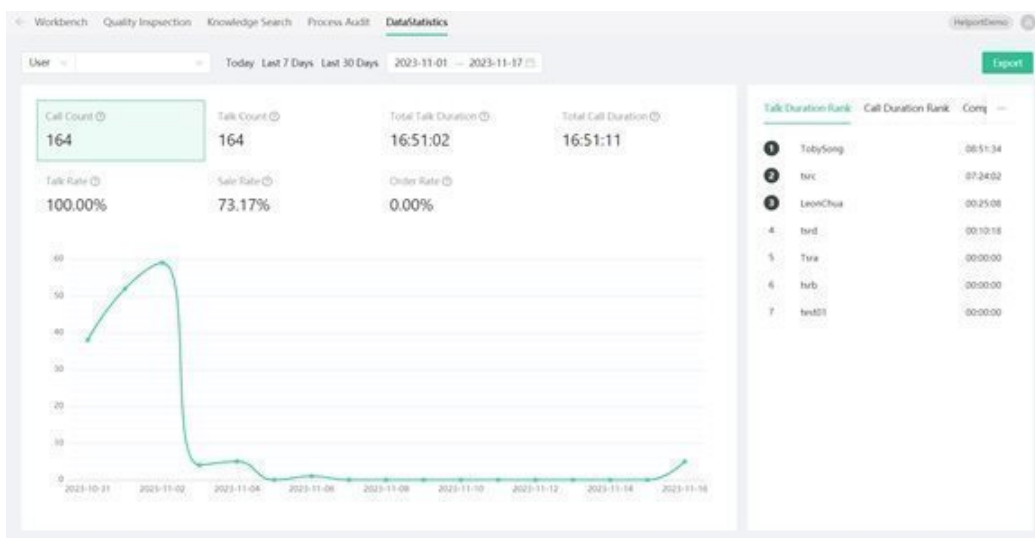 Workbench Quality Inspsection Knowledge Search Process Audit DataStatistics HelportDemo
User Today Last 7 Days Last 30 Days 2023-11-01 – 2023-11-17 Export
Call Count Talk Count Total Talk Duration Total Call Duration
164 164 16:51:02 16:51:11
Talk Rate Sale Rate Order Rate
100.00% 73.17% 0.00%
60
50
40
30
20
10
0
2023-10-31 2023-11-02 2023-11-04 2023-11-06 2023-11-08 2023-11-10 2023-11-12 2023-11-14 2023-11-16
Talk Duration Rank Call Duration Rank Comp
1 TobySong 08:51:34
2 tsrc 07:24:02
3 LeonChua 00:25:08
4 tsrd 00:10:18
5 Tsra 00:00:00
6 tsrb 00:00:00
7 test01 00:00:00